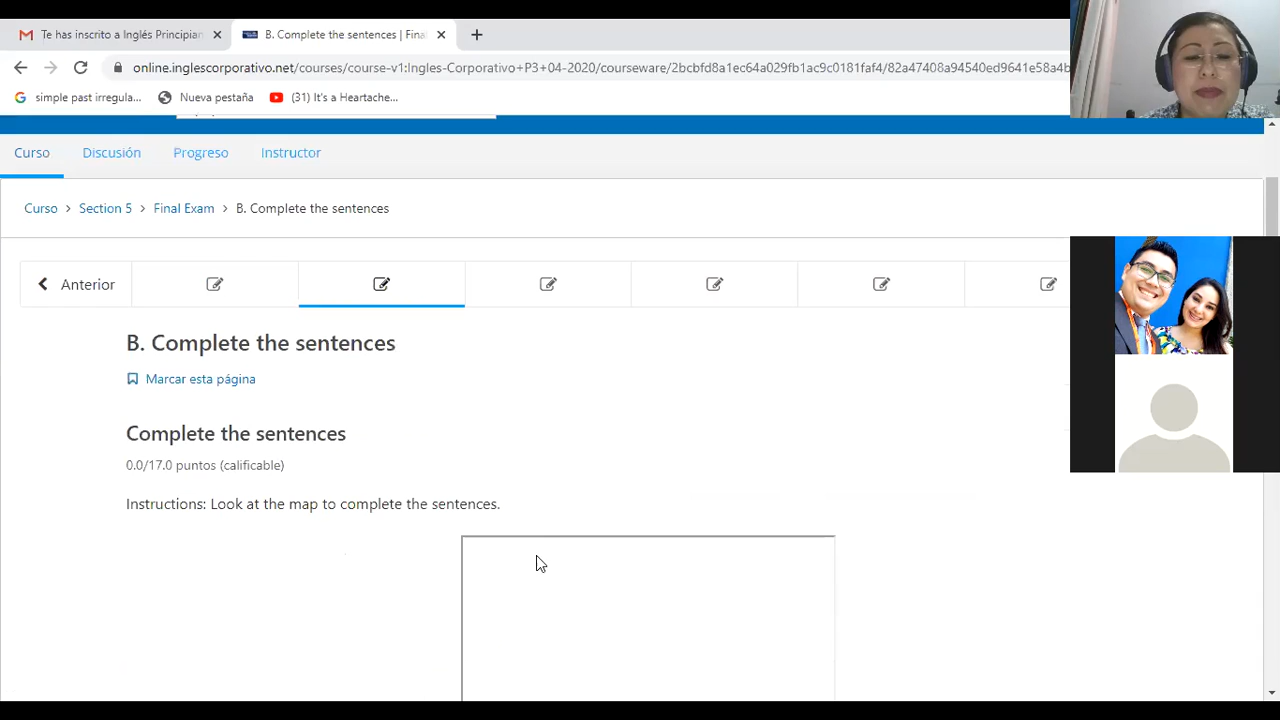 Te has inscrito a Inglés Principian
B. Complete the sentences | Fina
online.inglescorporativo.net/courses/course-v1:Ingles-Corporativo+P3+04-2020/courseware/2bcbfd8a1ec64a029fb1ac9c0181faf4/82a47408a94540ed9641e58a4b
simple past irregula...
Nueva pestaña
(31) It's a Heartache...
Curso
Discusión
Progreso
Instructor
Curso > Section 5 > Final Exam > B. Complete the sentences
Anterior
B. Complete the sentences
Marcar esta página
Complete the sentences
0.0/17.0 puntos (calificable)
Instructions: Look at the map to complete the sentences.